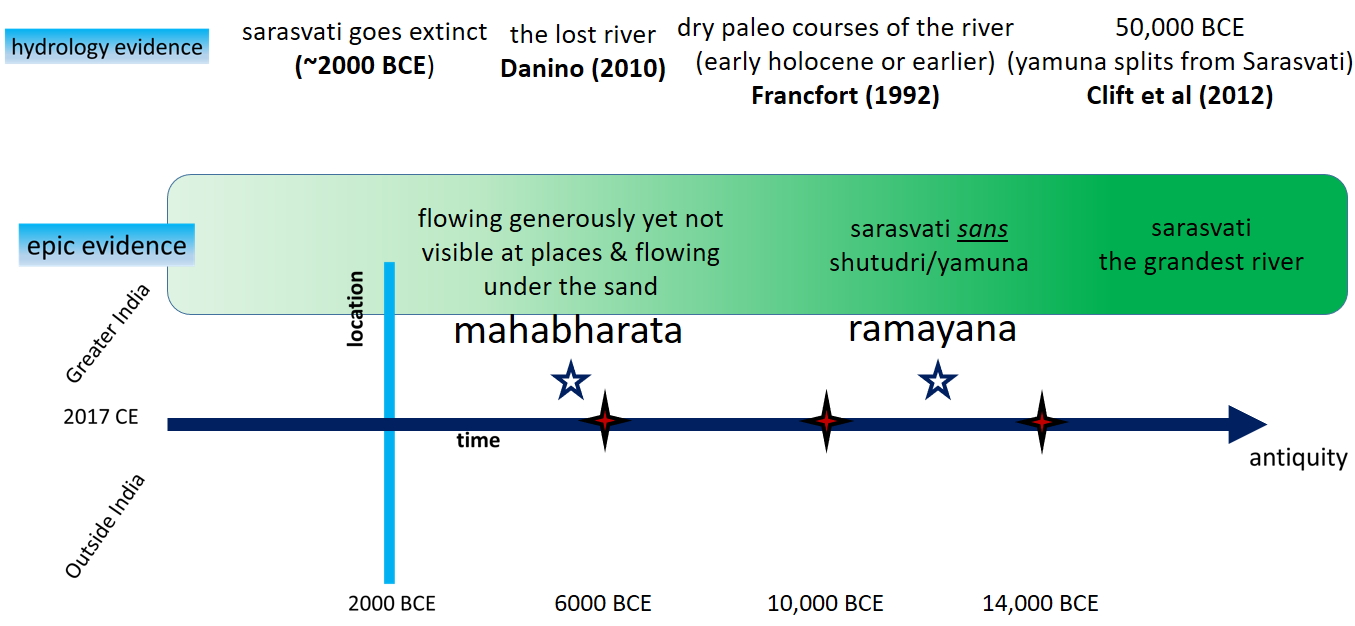 hydrology evidence
sarasvati goes extinct
(~2000 BCE)
the lost river
Danino (2010)
dry paleo courses of the river
(early holocene or earlier)
Francfort (1992)
50,000 BCE
(yamuna splits from Sarasvati)
Clift et al (2012)
epic evidence
flowing generously yet not
visible at places & flowing
under the sand
sarasvati sans
shutudri/yamuna
sarasvati
the grandest river
Greater India
location
mahabharata
ramayana
2017 CE
time
antiquity
Outside India
2000 BCE
6000 BCE
10,000 BCE
14,000 BCE